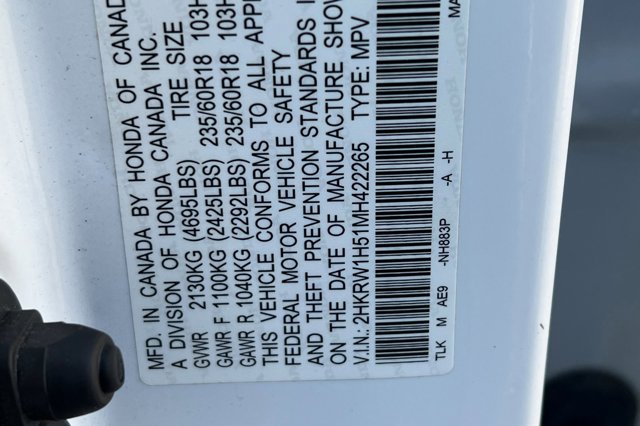 MFD. IN CANADA BY HONDA OF CANADA
A DIVISION OF HONDA CANADA INC.
TIRE SIZE
GVWR 2130KG (4695LBS) 235/60R18 103H
GAWR F 1100KG (2425LBS) 235/60R18 103H
GAWR R 1040KG (2292LBS)
THIS VEHICLE CONFORMS TO ALL
FEDERAL MOTOR VEHICLE SAFETY
AND THEFT PREVENTION STANDARDS
ON THE DATE OF MANUFACTURE
V.I.N.: 2HKRW1H51MH422265 TYPE: MPV
TLK M AE9 -NH883P -A -H